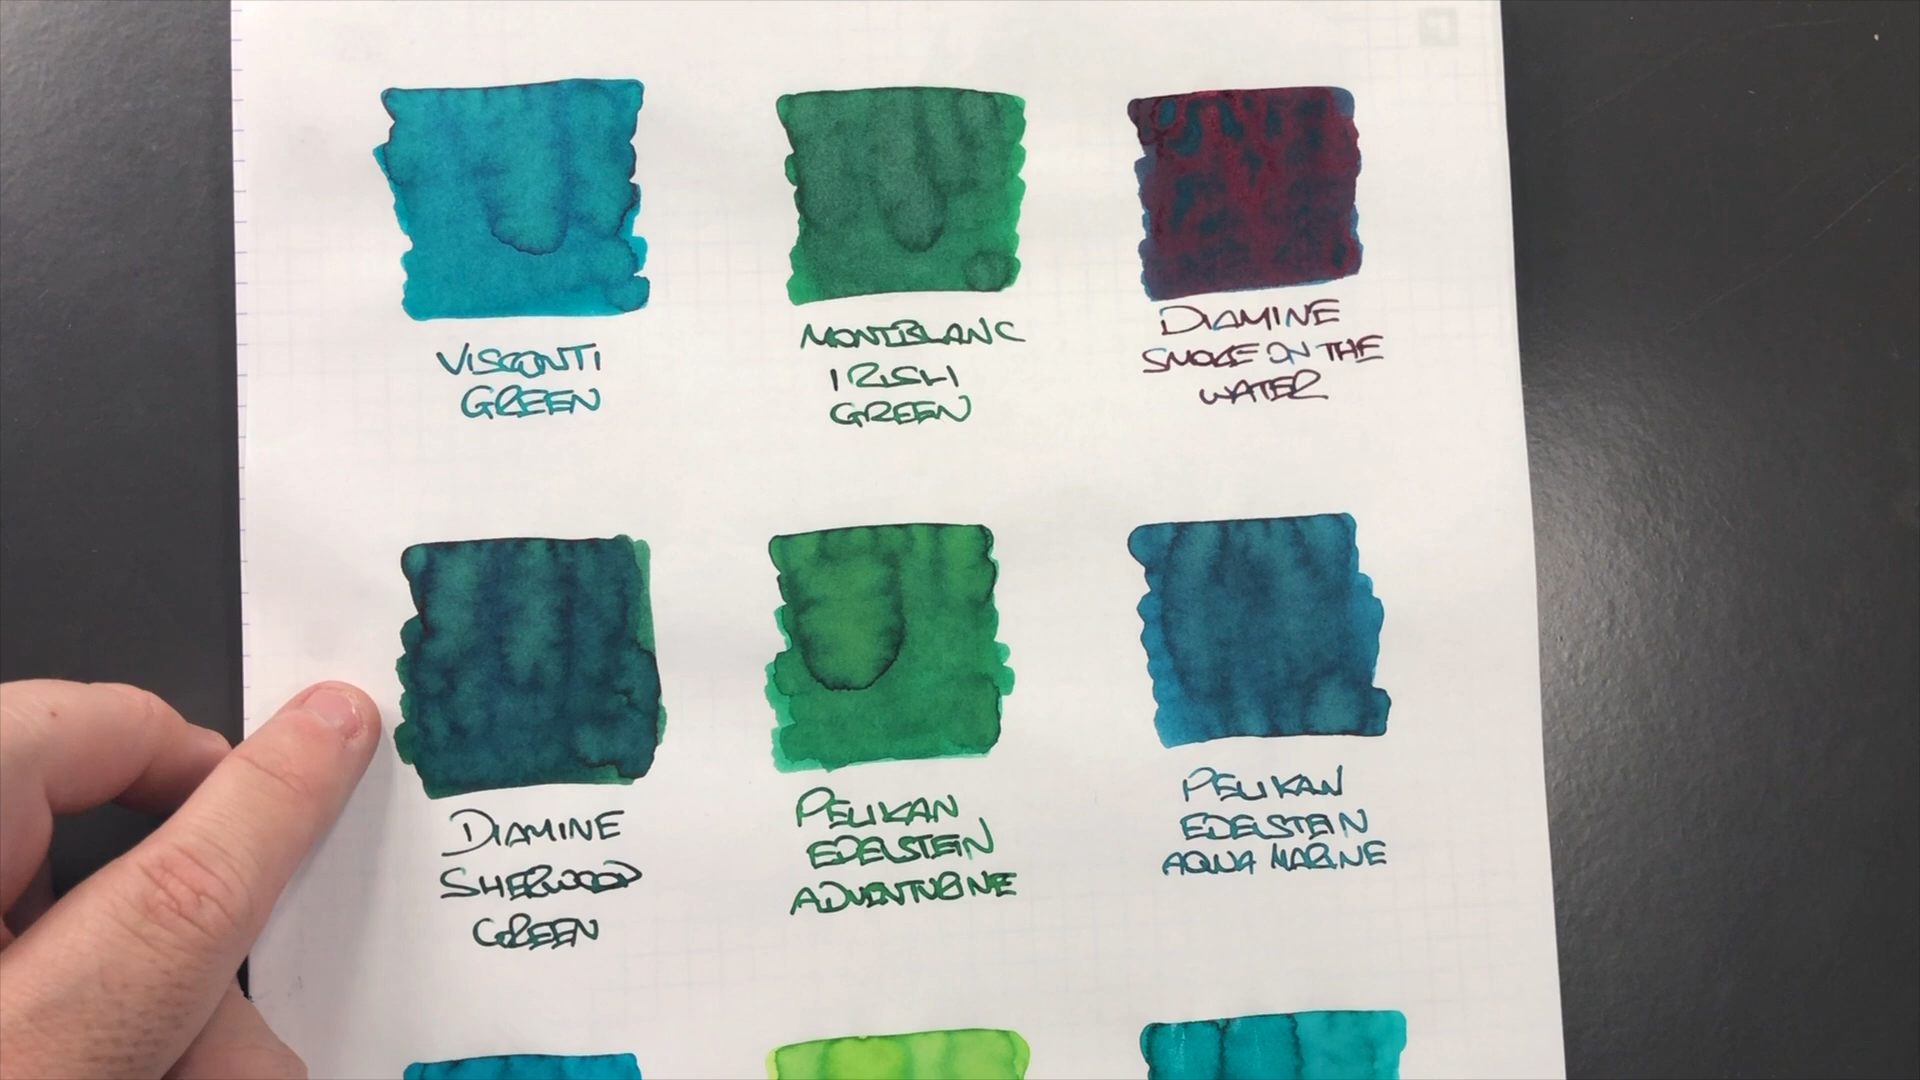 VISCONTI
GREEN
MONTBLANC
IRISH
GREEN
DIAMINE
SMOKE ON THE
WATER
DIAMINE
SHERWOOD
GREEN
PELIKAN
EDELSTEIN
ADVENTURINE
PELIKAN
EDELSTEIN
AQUA MARINE